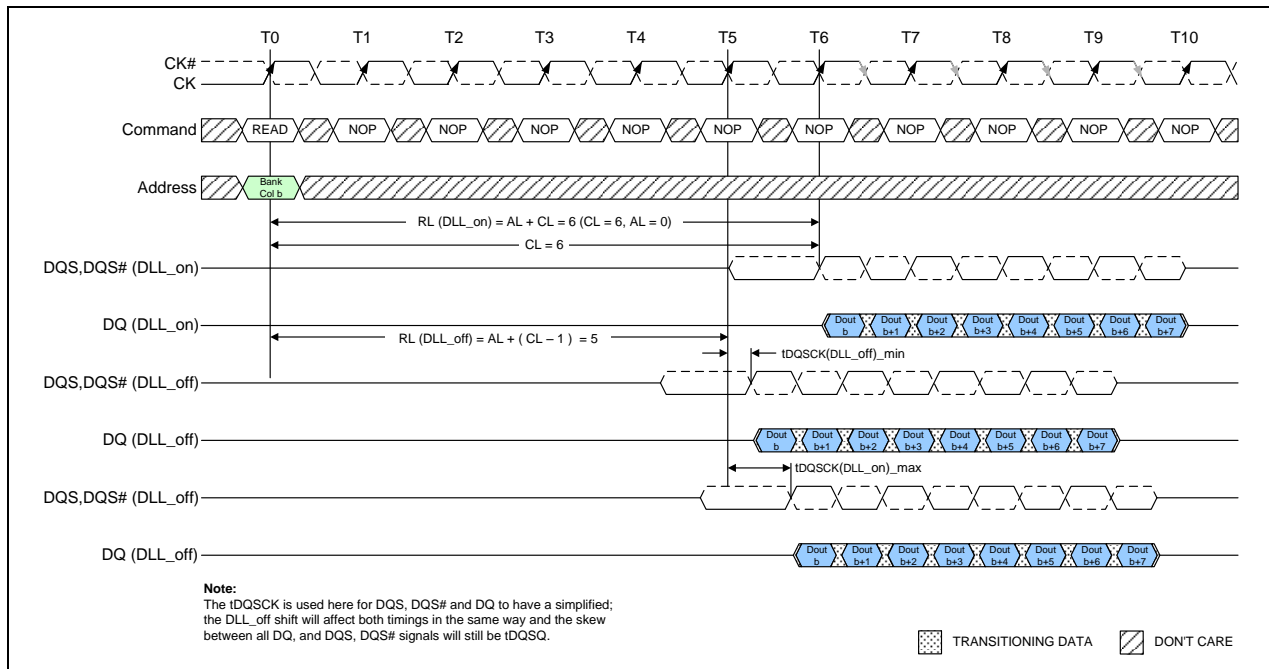 T0 T1 T2 T3 T4 T5 T6 T7 T8 T9 T10
CK#
CK
Command READ NOP NOP NOP NOP NOP NOP NOP NOP NOP NOP
Address Bank
Col b
RL (DLL_on) = AL + CL = 6 (CL = 6, AL = 0)
CL = 6
DQS,DQS# (DLL_on)
DQ (DLL_on) Dout b Dout b+1 Dout b+2 Dout b+3 Dout b+4 Dout b+5 Dout b+6 Dout b+7
RL (DLL_off) = AL + ( CL – 1 ) = 5
tDQSCK(DLL_off)_min
DQS,DQS# (DLL_off)
DQ (DLL_off) Dout b Dout b+1 Dout b+2 Dout b+3 Dout b+4 Dout b+5 Dout b+6 Dout b+7
tDQSCK(DLL_on)_max
DQS,DQS# (DLL_off)
DQ (DLL_off) Dout b Dout b+1 Dout b+2 Dout b+3 Dout b+4 Dout b+5 Dout b+6 Dout b+7
Note:
The tDQSCK is used here for DQS, DQS# and DQ to have a simplified;
the DLL_off shift will affect both timings in the same way and the skew
between all DQ, and DQS, DQS# signals will still be tDQSQ.
TRANSITIONING DATA DON'T CARE